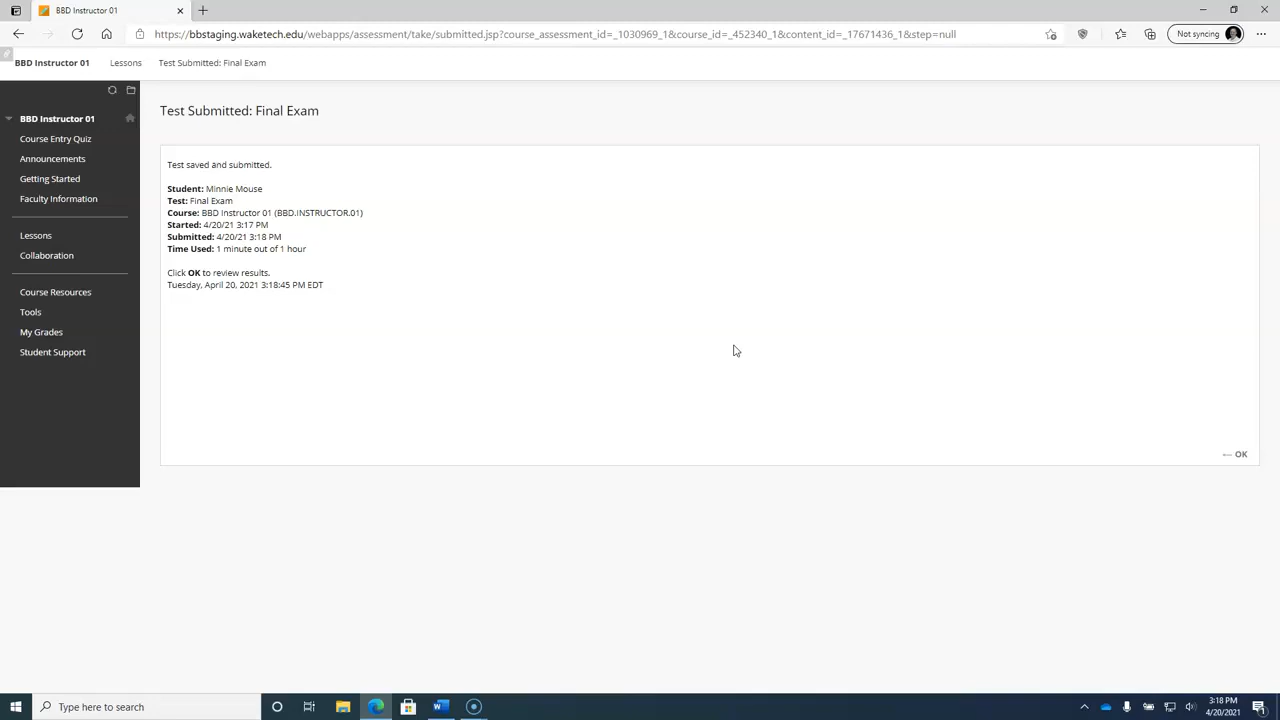 BBD Instructor 01
https://bbstaging.waketech.edu/webapps/assessment/take/submitted.jsp?course_assessment_id=_1030969_1&course_id=_452340_1&content_id=_17671436_1&step=null
Not syncing
BBD Instructor 01
Lessons
Test Submitted: Final Exam
BBD Instructor 01
Course Entry Quiz
Announcements
Getting Started
Faculty Information
Lessons
Collaboration
Course Resources
Tools
My Grades
Student Support
Test Submitted: Final Exam
Test saved and submitted.
Student: Minnie Mouse
Test: Final Exam
Course: BBD Instructor 01 (BBD.INSTRUCTOR.01)
Started: 4/20/21 3:17 PM
Submitted: 4/20/21 3:18 PM
Time Used: 1 minute out of 1 hour
Click OK to review results.
Tuesday, April 20, 2021 3:18:45 PM EDT
← OK
Type here to search
3:18 PM
4/20/2021
1